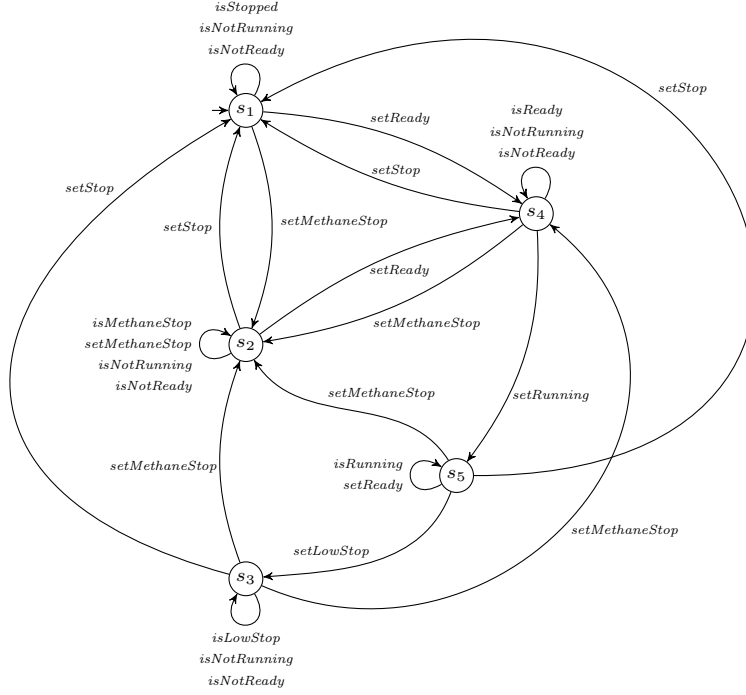 isStopped
isNotRunning
isNotReady
setStop
s1
setReady
isReady
isNotRunning
isNotReady
setStop
setStop
s4
setStop
setMethaneStop
setReady
isMethaneStop
setMethaneStop
isNotRunning
isNotReady
s2
setMethaneStop
setMethaneStop
setRunning
setMethaneStop
isRunning
setReady
s5
setLowStop
setMethaneStop
s3
isLowStop
isNotRunning
isNotReady